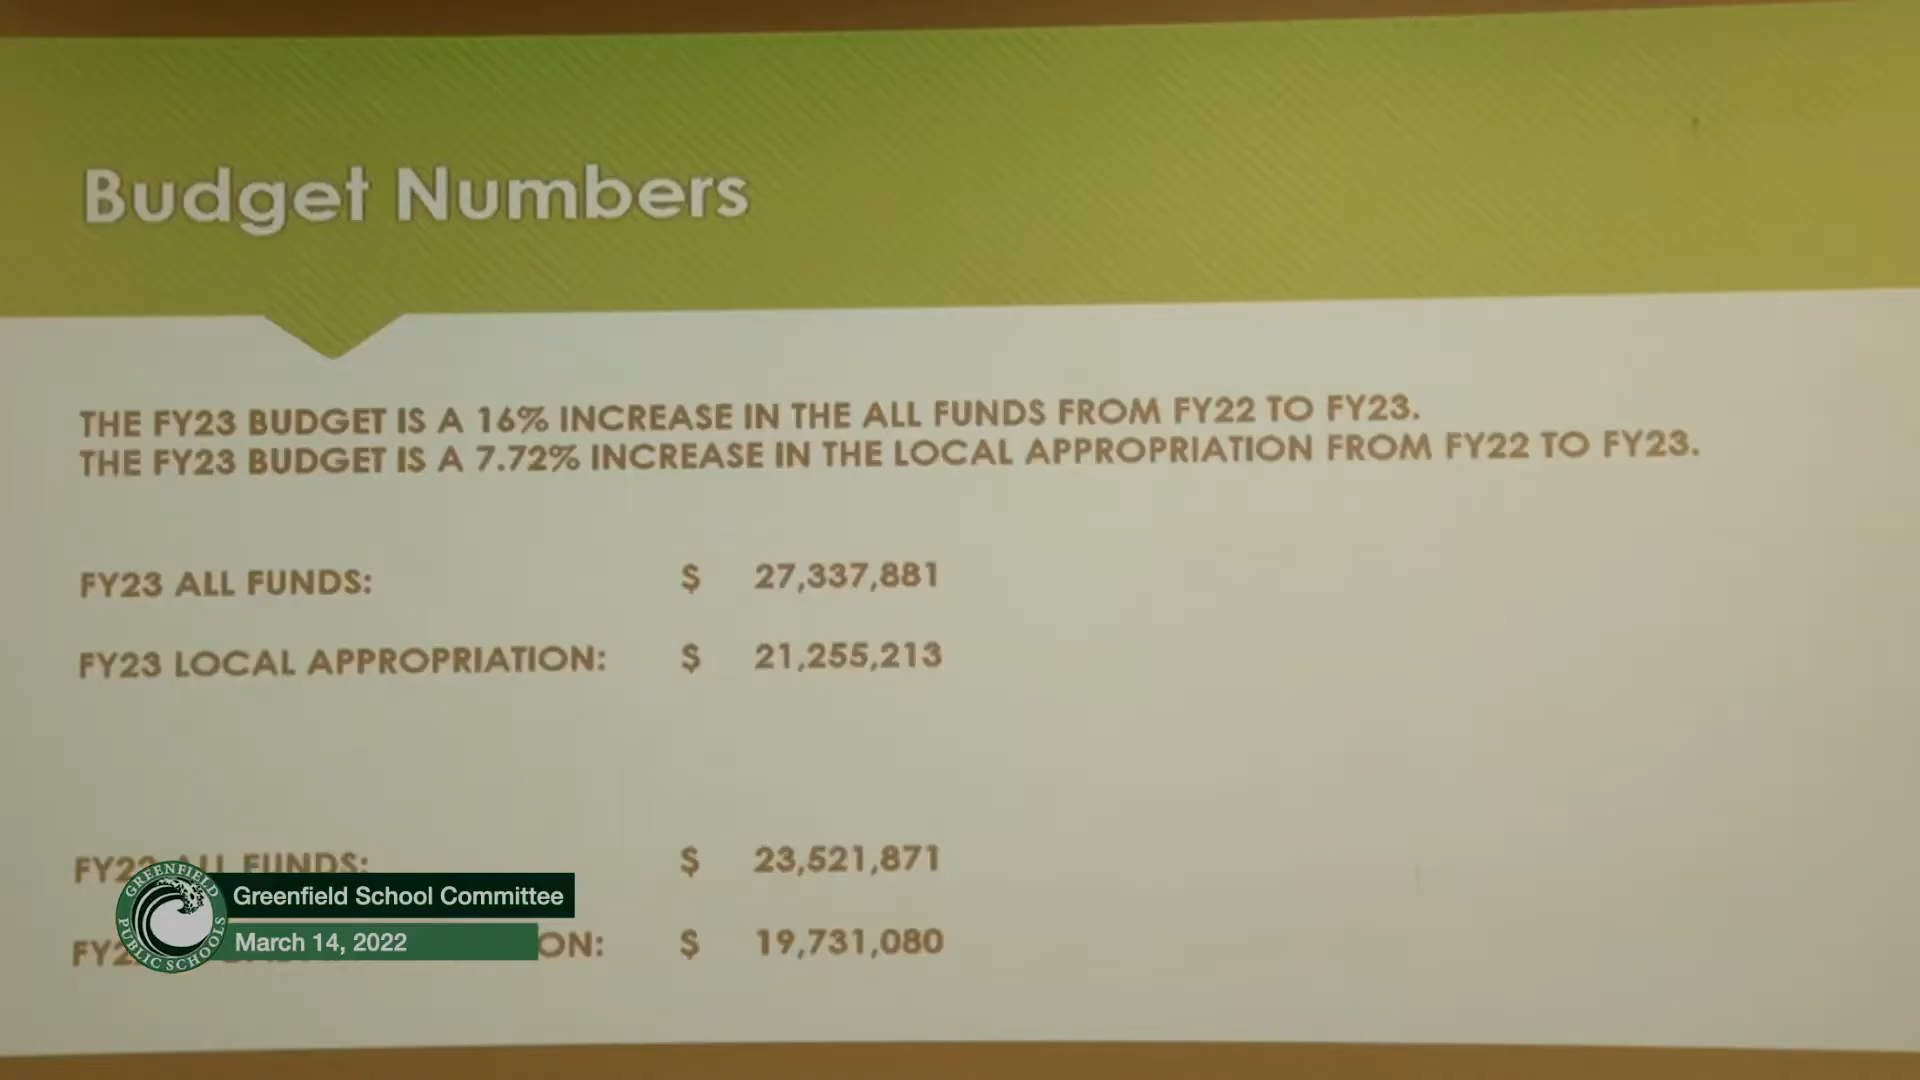 Budget Numbers
THE FY23 BUDGET IS A 16% INCREASE IN THE ALL FUNDS FROM FY22 TO FY23.
THE FY23 BUDGET IS A 7.72% INCREASE IN THE LOCAL APPROPRIATION FROM FY22 TO FY23.
FY23 ALL FUNDS: $ 27,337,881
FY23 LOCAL APPROPRIATION: $ 21,255,213
FY22 ALL FUNDS: $ 23,521,871
$ 19,731,080
GREENFIELD PUBLIC SCHOOLS
Greenfield School Committee
March 14, 2022